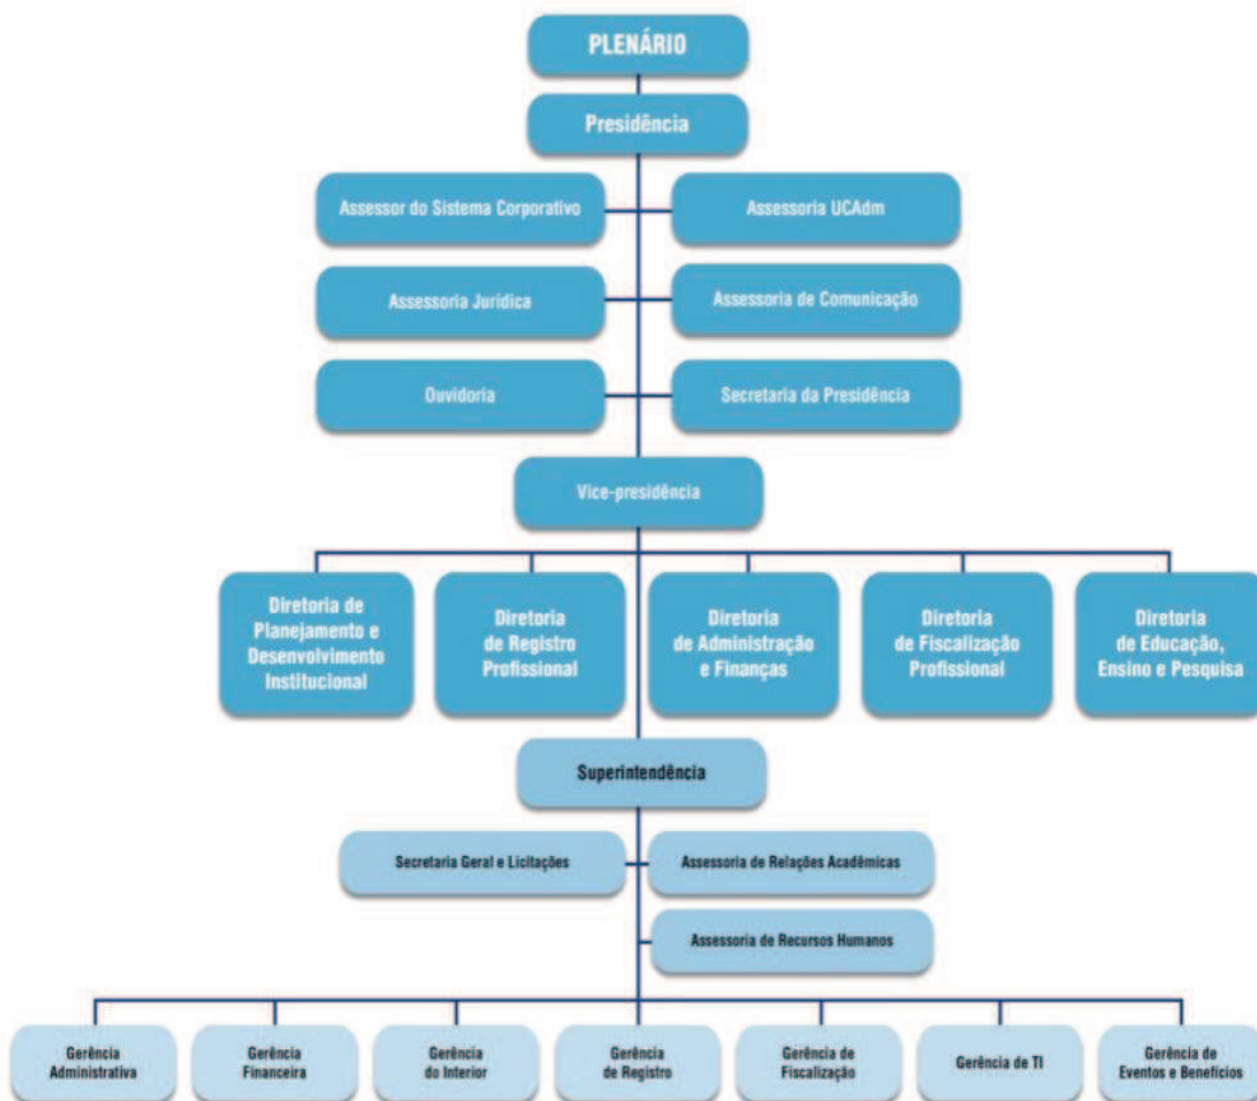 PLENÁRIO
Presidência
Assessor do Sistema Corporativo
Assessoria UCAdm
Assessoria Jurídica
Assessoria de Comunicação
Ouvidoria
Secretaria da Presidência
Vice-presidência
Diretoria de
Planejamento e
Desenvolvimento
Institucional
Diretoria
de Registro
Profissional
Diretoria
de Administração
e Finanças
Diretoria
de Fiscalização
Profissional
Diretoria
de Educação,
Ensino e Pesquisa
Superintendência
Secretaria Geral e Licitações
Assessoria de Relações Acadêmicas
Assessoria de Recursos Humanos
Gerência
Administrativa
Gerência
Financeira
Gerência
do Interior
Gerência
de Registro
Gerência de
Fiscalização
Gerência de TI
Gerência de
Eventos e Benefícios